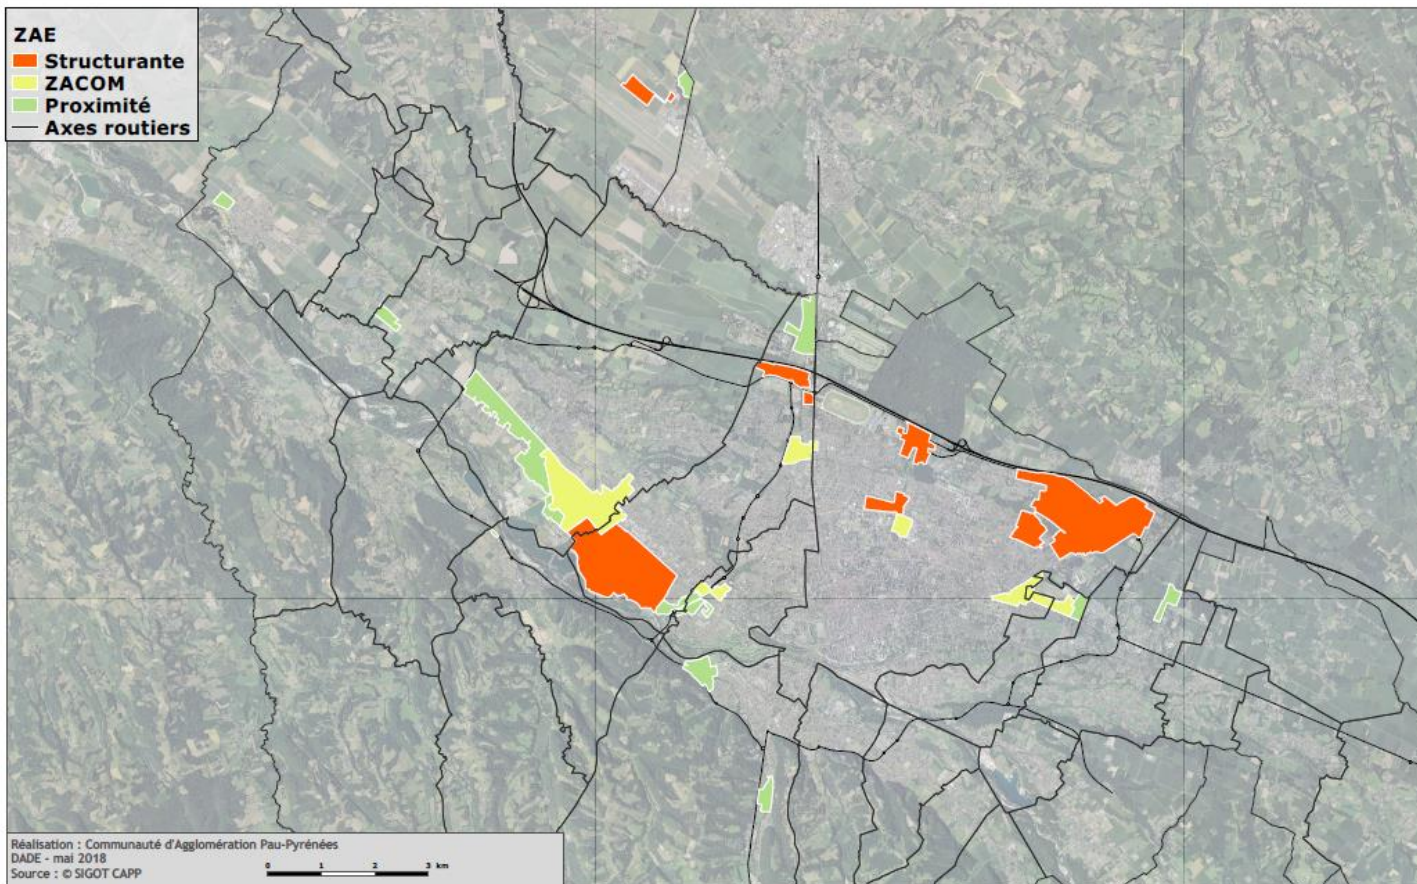 ZAE
Structurante
ZACOM
Proximité
Axes routiers
Réalisation : Communauté d'Agglomération Pau-Pyrénées
DADE - mai 2018
Source : © SIGOT CAPP
0 1 2 3 km